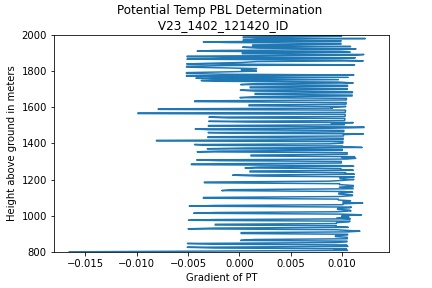 Potential Temp PBL Determination
V23_1402_121420_ID
Height above ground in meters
2000
1800
1600
1400
1200
1000
800
−0.015 −0.010 −0.005 0.000 0.005 0.010
Gradient of PT